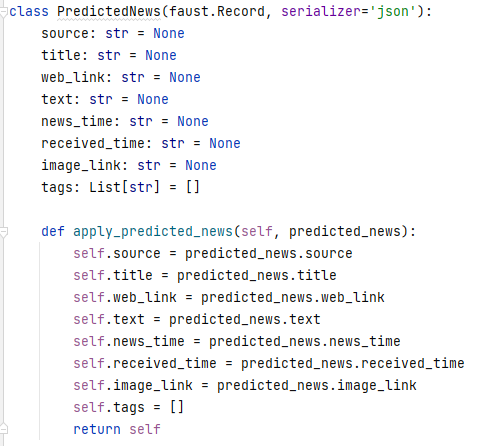 class PredictedNews(faust.Record, serializer='json'):
    source: str = None
    title: str = None
    web_link: str = None
    text: str = None
    news_time: str = None
    received_time: str = None
    image_link: str = None
    tags: List[str] = []

    def apply_predicted_news(self, predicted_news):
        self.source = predicted_news.source
        self.title = predicted_news.title
        self.web_link = predicted_news.web_link
        self.text = predicted_news.text
        self.news_time = predicted_news.news_time
        self.received_time = predicted_news.received_time
        self.image_link = predicted_news.image_link
        self.tags = []
        return self